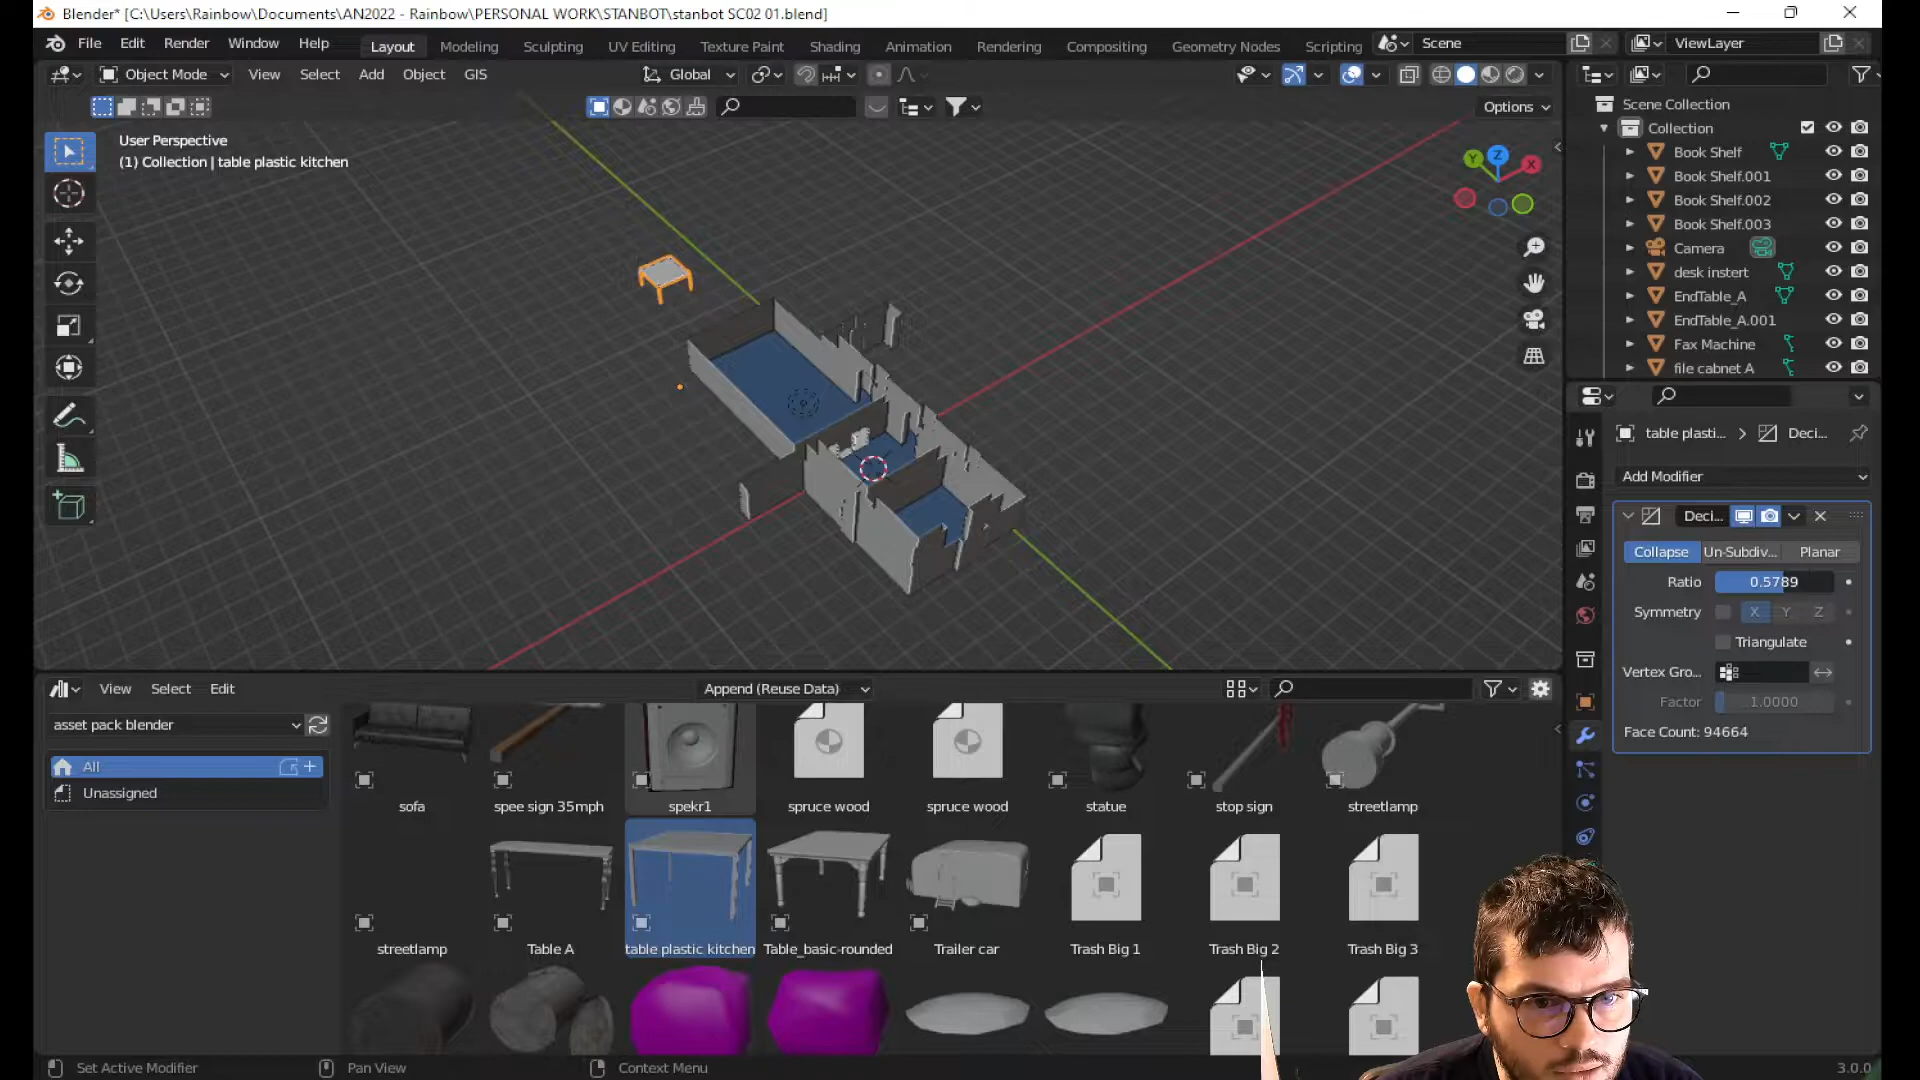 Blender* [C:\Users\Rainbow\Documents\AN2022 - Rainbow\PERSONAL WORK\STANBOT\stanbot SC02 01.blend]
File Edit Render Window Help Layout Modeling Sculpting UV Editing Texture Paint Shading Animation Rendering Compositing Geometry Nodes Scripting Scene ViewLayer
Object Mode View Select Add Object GIS Global
Options
User Perspective
(1) Collection | table plastic kitchen
Z
Y
X
Scene Collection
Collection
Book Shelf
Book Shelf.001
Book Shelf.002
Book Shelf.003
Camera
desk instert
EndTable_A
EndTable_A.001
Fax Machine
file cabnet A
table plasti... > Deci...
Add Modifier
Deci...
Collapse Un-Subdiv... Planar
Ratio 0.5789
Symmetry X Y Z
Triangulate
Vertex Gro...
Factor 1.0000
Face Count: 94664
View Select Edit Append (Reuse Data)
asset pack blender
All
Unassigned
sofa spee sign 35mph spekr1 spruce wood spruce wood statue stop sign streetlamp
streetlamp Table A table plastic kitchen Table_basic-rounded Trailer car Trash Big 1 Trash Big 2 Trash Big 3
Set Active Modifier Pan View Context Menu 3.0.0